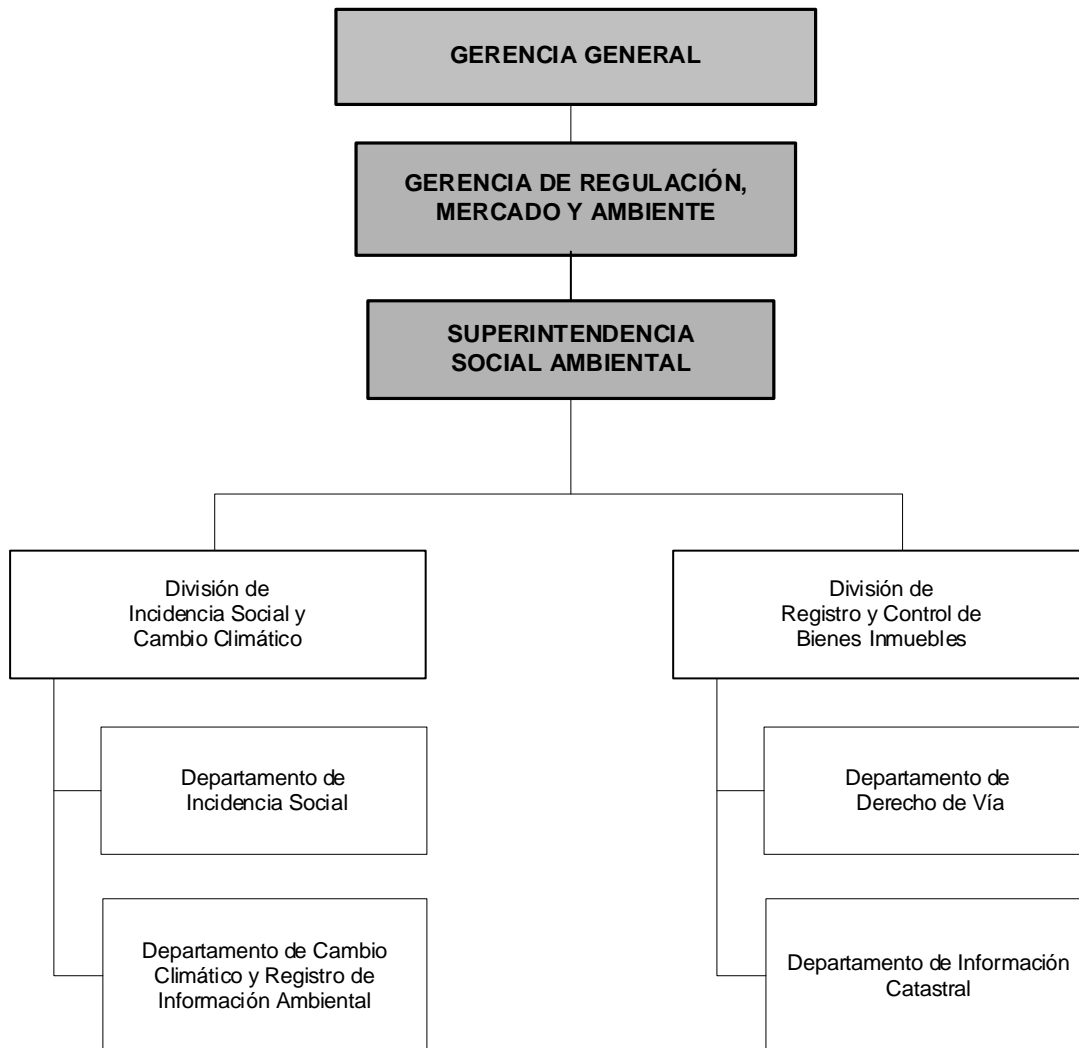 GERENCIA GENERAL
GERENCIA DE REGULACIÓN,
MERCADO Y AMBIENTE
SUPERINTENDENCIA
SOCIAL AMBIENTAL
División de
Incidencia Social y
Cambio Climático
División de
Registro y Control de
Bienes Inmuebles
Departamento de
Incidencia Social
Departamento de
Derecho de Vía
Departamento de Cambio
Climático y Registro de
Información Ambiental
Departamento de Información
Catastral